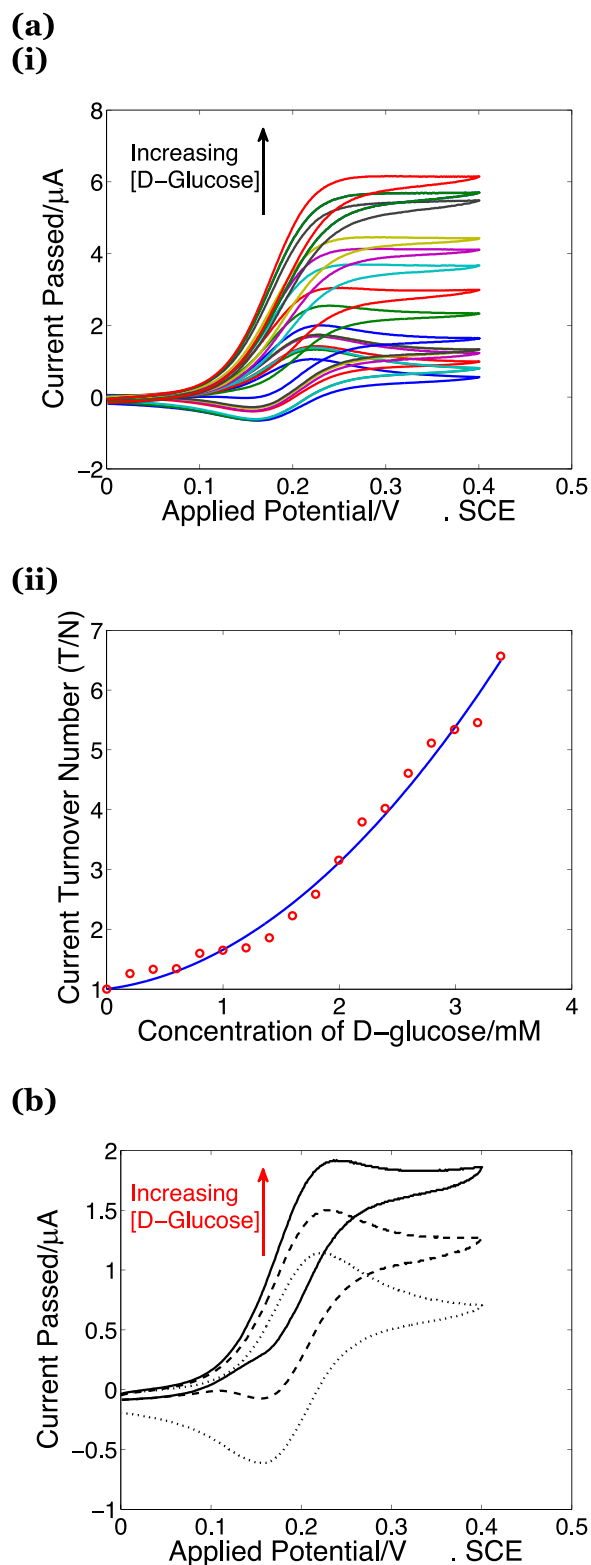 (a)
(i)
8
6
4
2
0
−2
Current Passed/μA
Increasing
[D−Glucose]
0 0.1 0.2 0.3 0.4 0.5
Applied Potential/V . SCE
(ii)
7
6
5
4
3
2
1
Current Turnover Number (T/N)
0 1 2 3 4
Concentration of D−glucose/mM
(b)
2
1.5
1
0.5
0
−0.5
−1
Current Passed/μA
Increasing
[D−Glucose]
0 0.1 0.2 0.3 0.4 0.5
Applied Potential/V . SCE